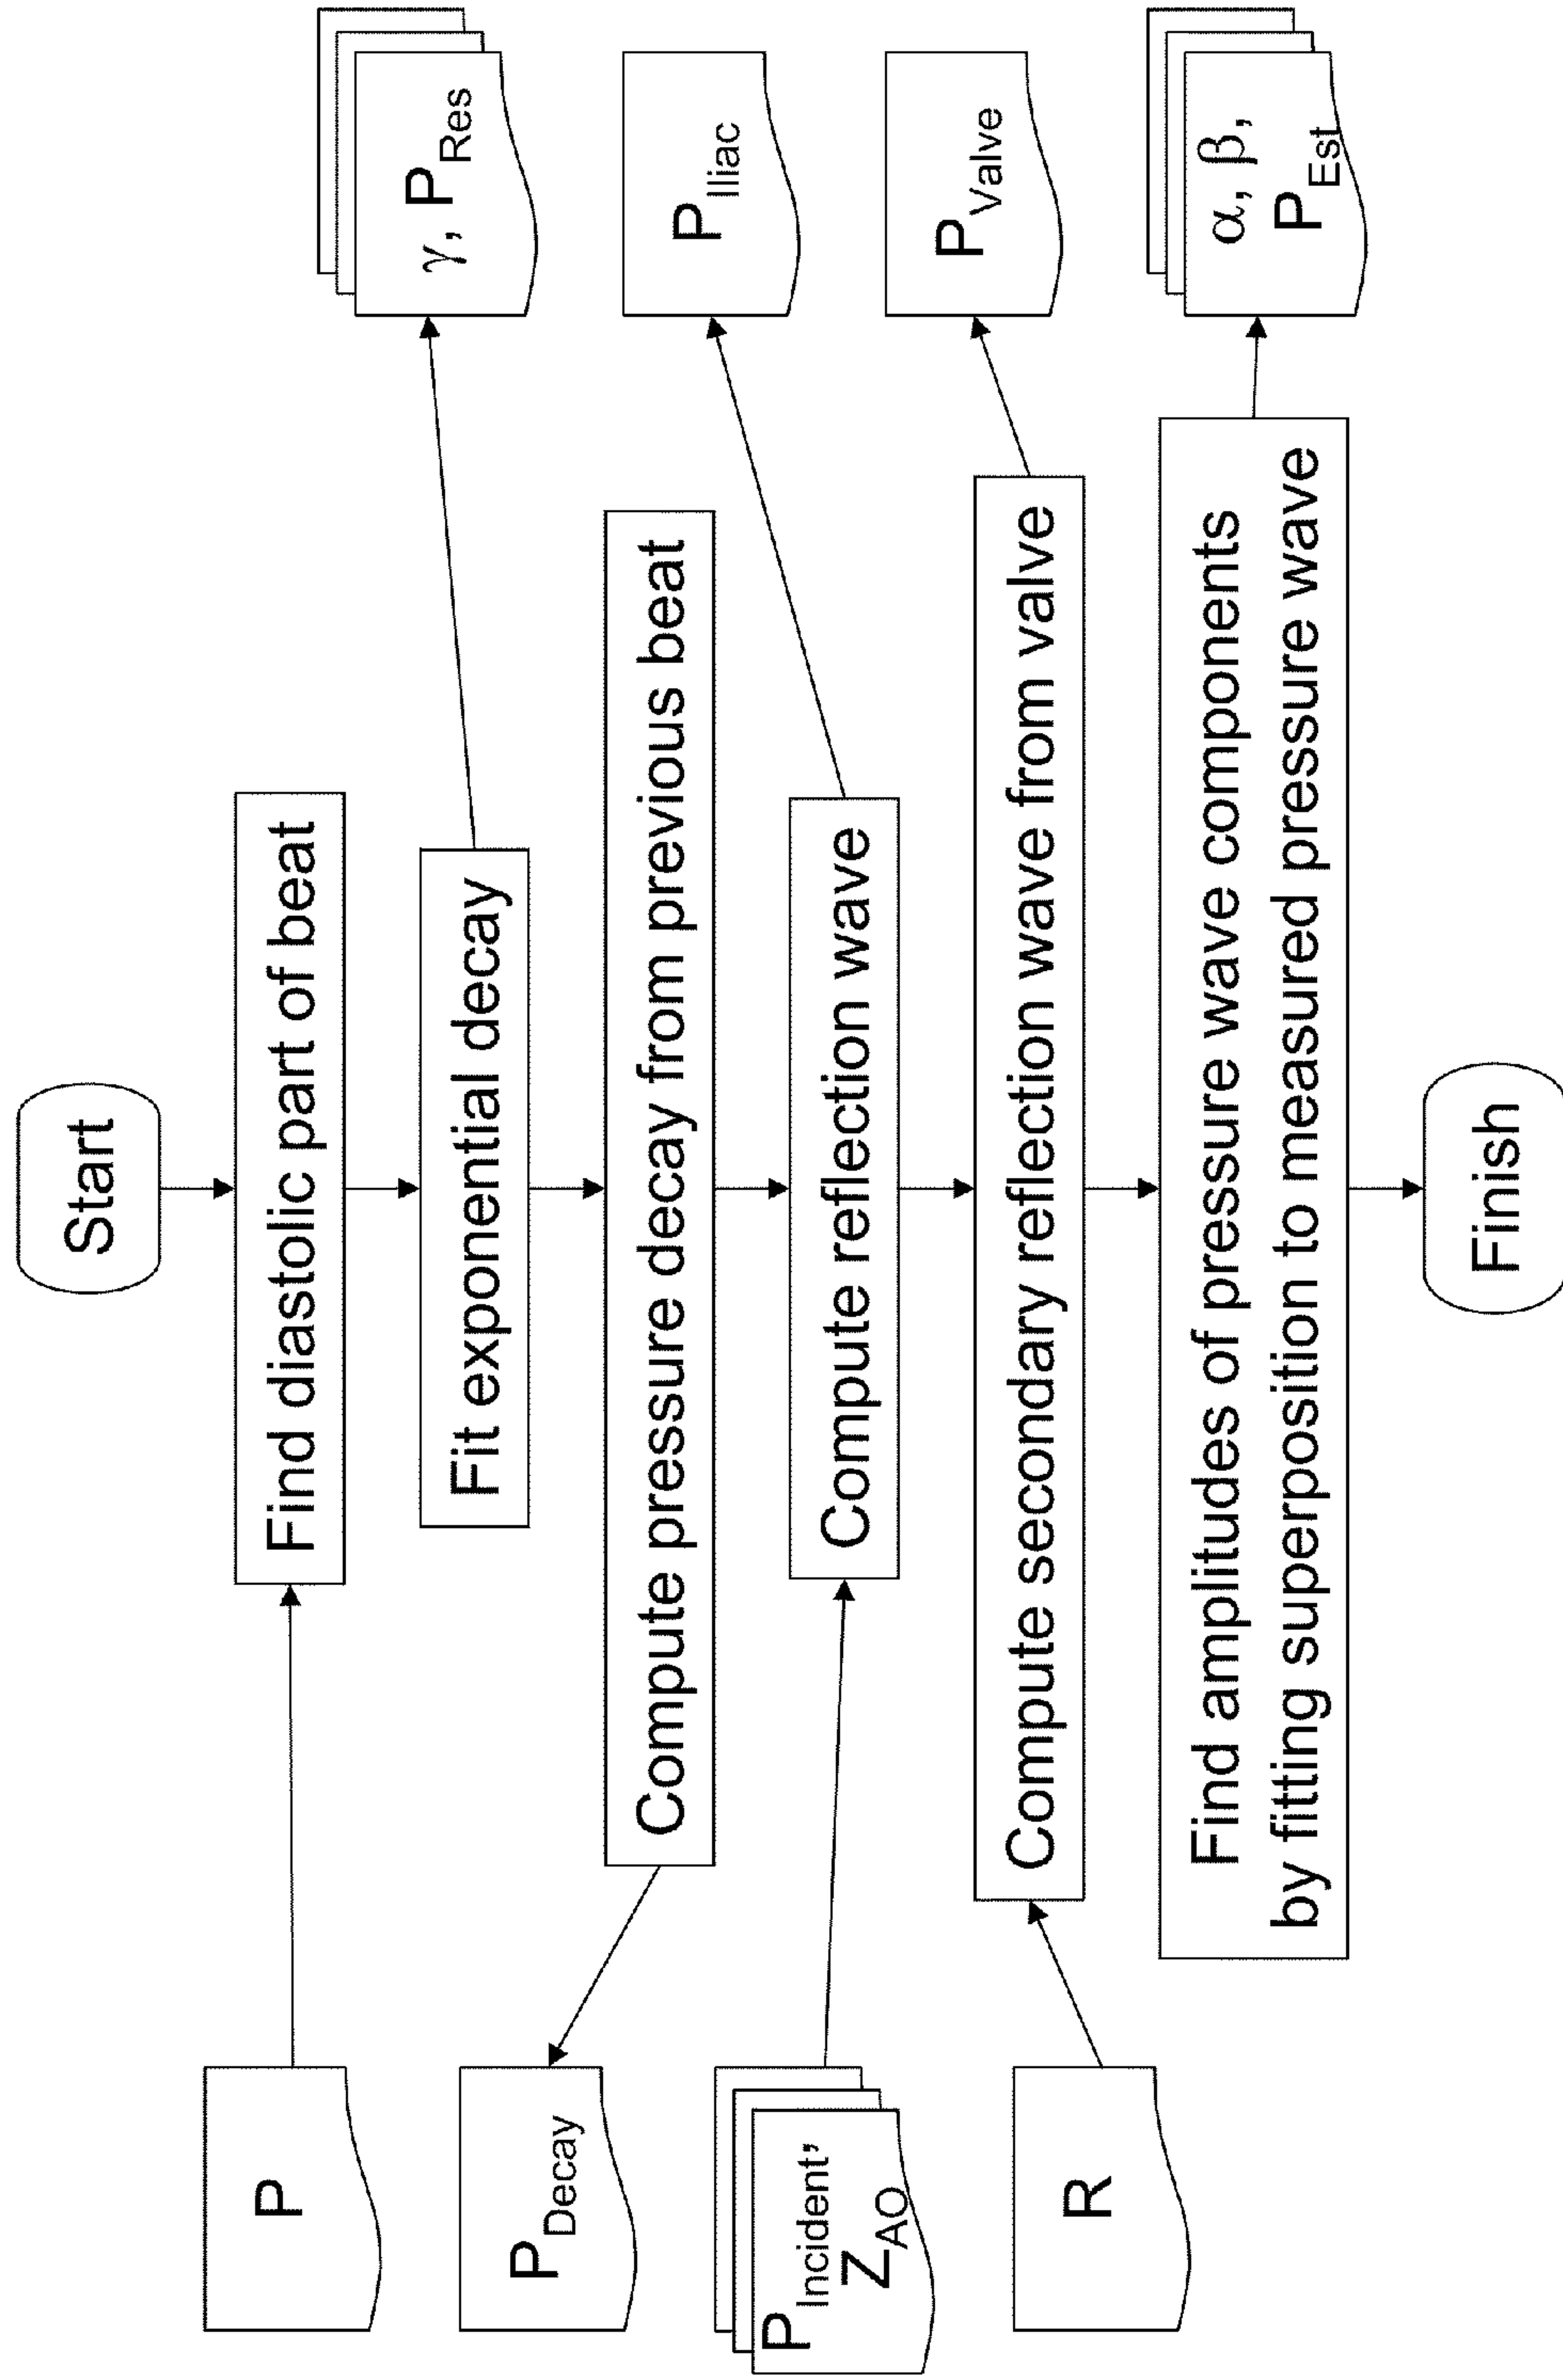 Start
P
Find diastolic part of beat
Fit exponential decay
γ, P_Res
P_Decay
Compute pressure decay from previous beat
P_Incident,
Z_AO
Compute reflection wave
P_Iliac
R
Compute secondary reflection wave from valve
P_Valve
Find amplitudes of pressure wave components
by fitting superposition to measured pressure wave
α, β,
P_Est
Finish